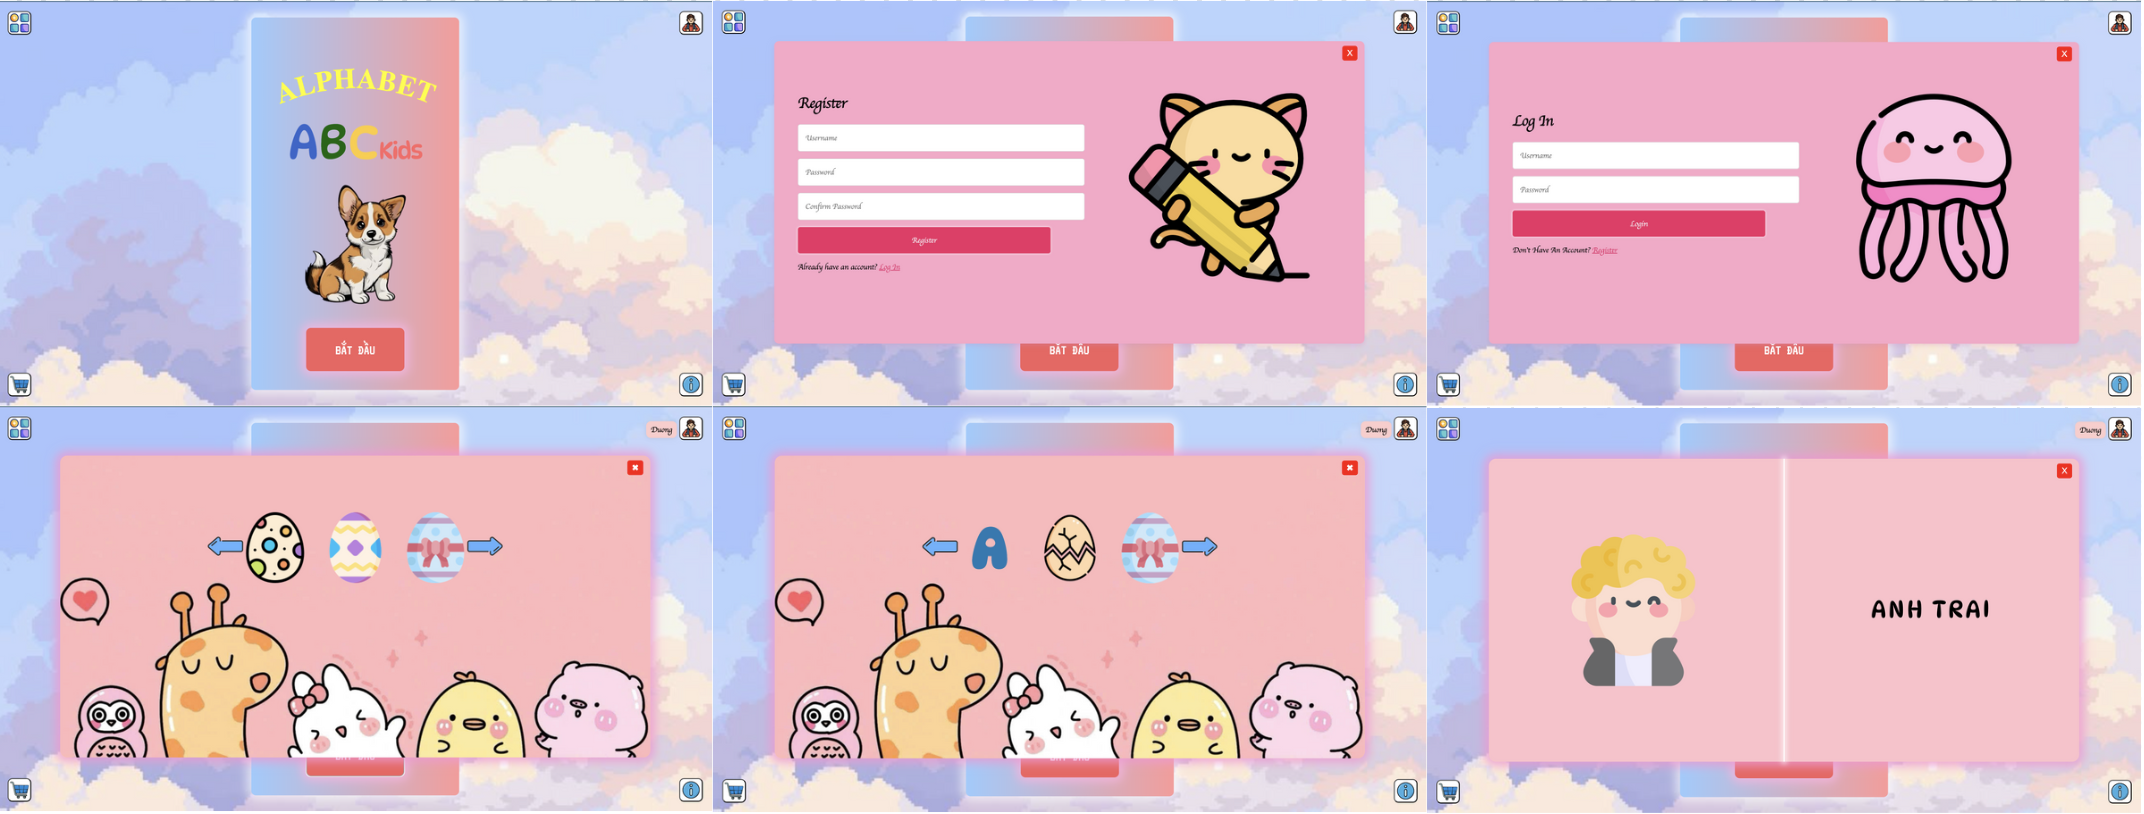 ALPHABET
ABC Kids
BẮT ĐẦU
X
Register
Username
Password
Confirm Password
Register
Already have an account? Log In
BẮT ĐẦU
X
Log In
Username
Password
Login
Don't Have An Account? Register
BẮT ĐẦU
Duong
Duong
A
Duong
X
ANH TRAI